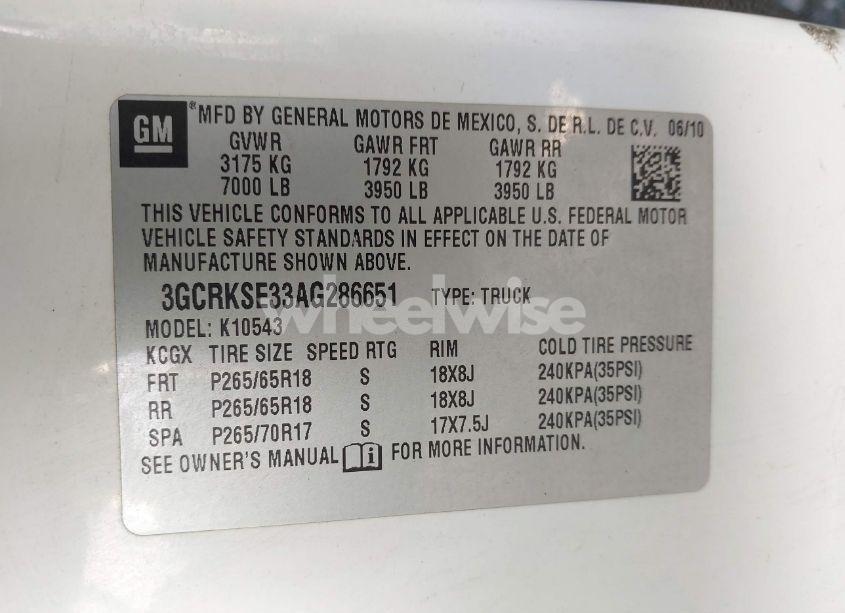 GM ® MFD BY GENERAL MOTORS DE MEXICO, S. DE R.L. DE C.V. 06/10
GVWR GAWR FRT GAWR RR
3175 KG 1792 KG 1792 KG
7000 LB 3950 LB 3950 LB
THIS VEHICLE CONFORMS TO ALL APPLICABLE U.S. FEDERAL MOTOR
VEHICLE SAFETY STANDARDS IN EFFECT ON THE DATE OF
MANUFACTURE SHOWN ABOVE.
3GCRKSE33AG286651 TYPE: TRUCK
wheelwise
MODEL: K10543
KCGX TIRE SIZE SPEED RTG RIM COLD TIRE PRESSURE
FRT P265/65R18 S 18X8J 240KPA(35PSI)
RR P265/65R18 S 18X8J 240KPA(35PSI)
SPA P265/70R17 S 17X7.5J 240KPA(35PSI)
SEE OWNER'S MANUAL i FOR MORE INFORMATION.